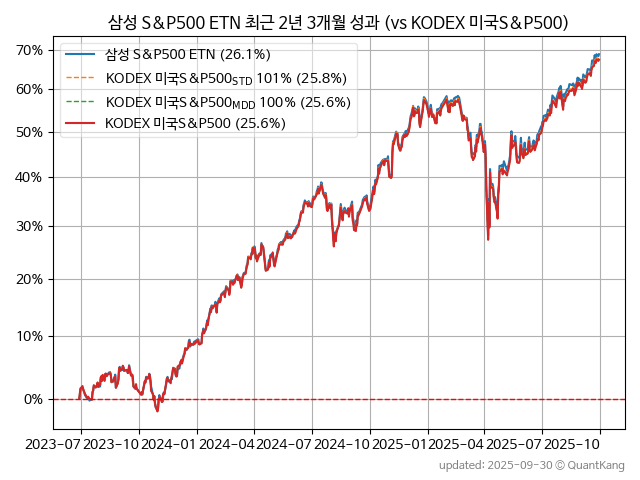 삼성 S&P500 ETN 최근 2년 3개월 성과 (vs KODEX 미국S&P500)
삼성 S&P500 ETN (26.1%)
KODEX 미국S&P500STD 101% (25.8%)
KODEX 미국S&P500MDD 100% (25.6%)
KODEX 미국S&P500 (25.6%)
70%
60%
50%
40%
30%
20%
10%
0%
2023-07 2023-10 2024-01 2024-04 2024-07 2024-10 2025-01 2025-04 2025-07 2025-10
updated: 2025-09-30 © QuantKang